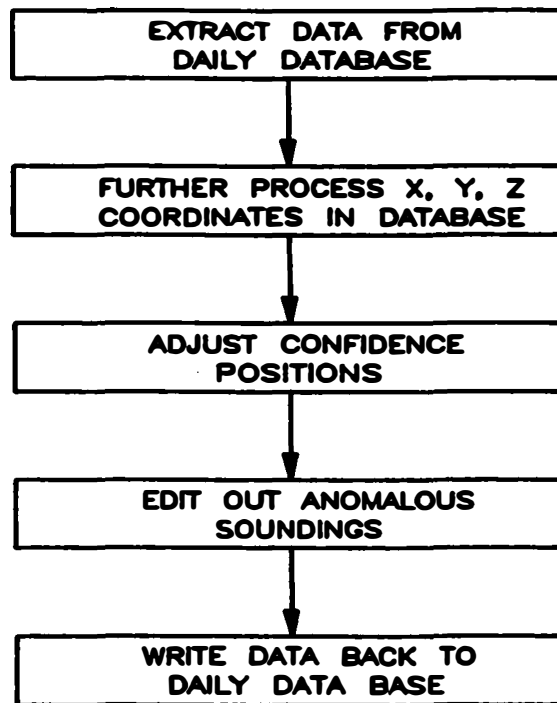 EXTRACT DATA FROM
DAILY DATABASE
FURTHER PROCESS X, Y, Z
COORDINATES IN DATABASE
ADJUST CONFIDENCE
POSITIONS
EDIT OUT ANOMALOUS
SOUNDINGS
WRITE DATA BACK TO
DAILY DATA BASE